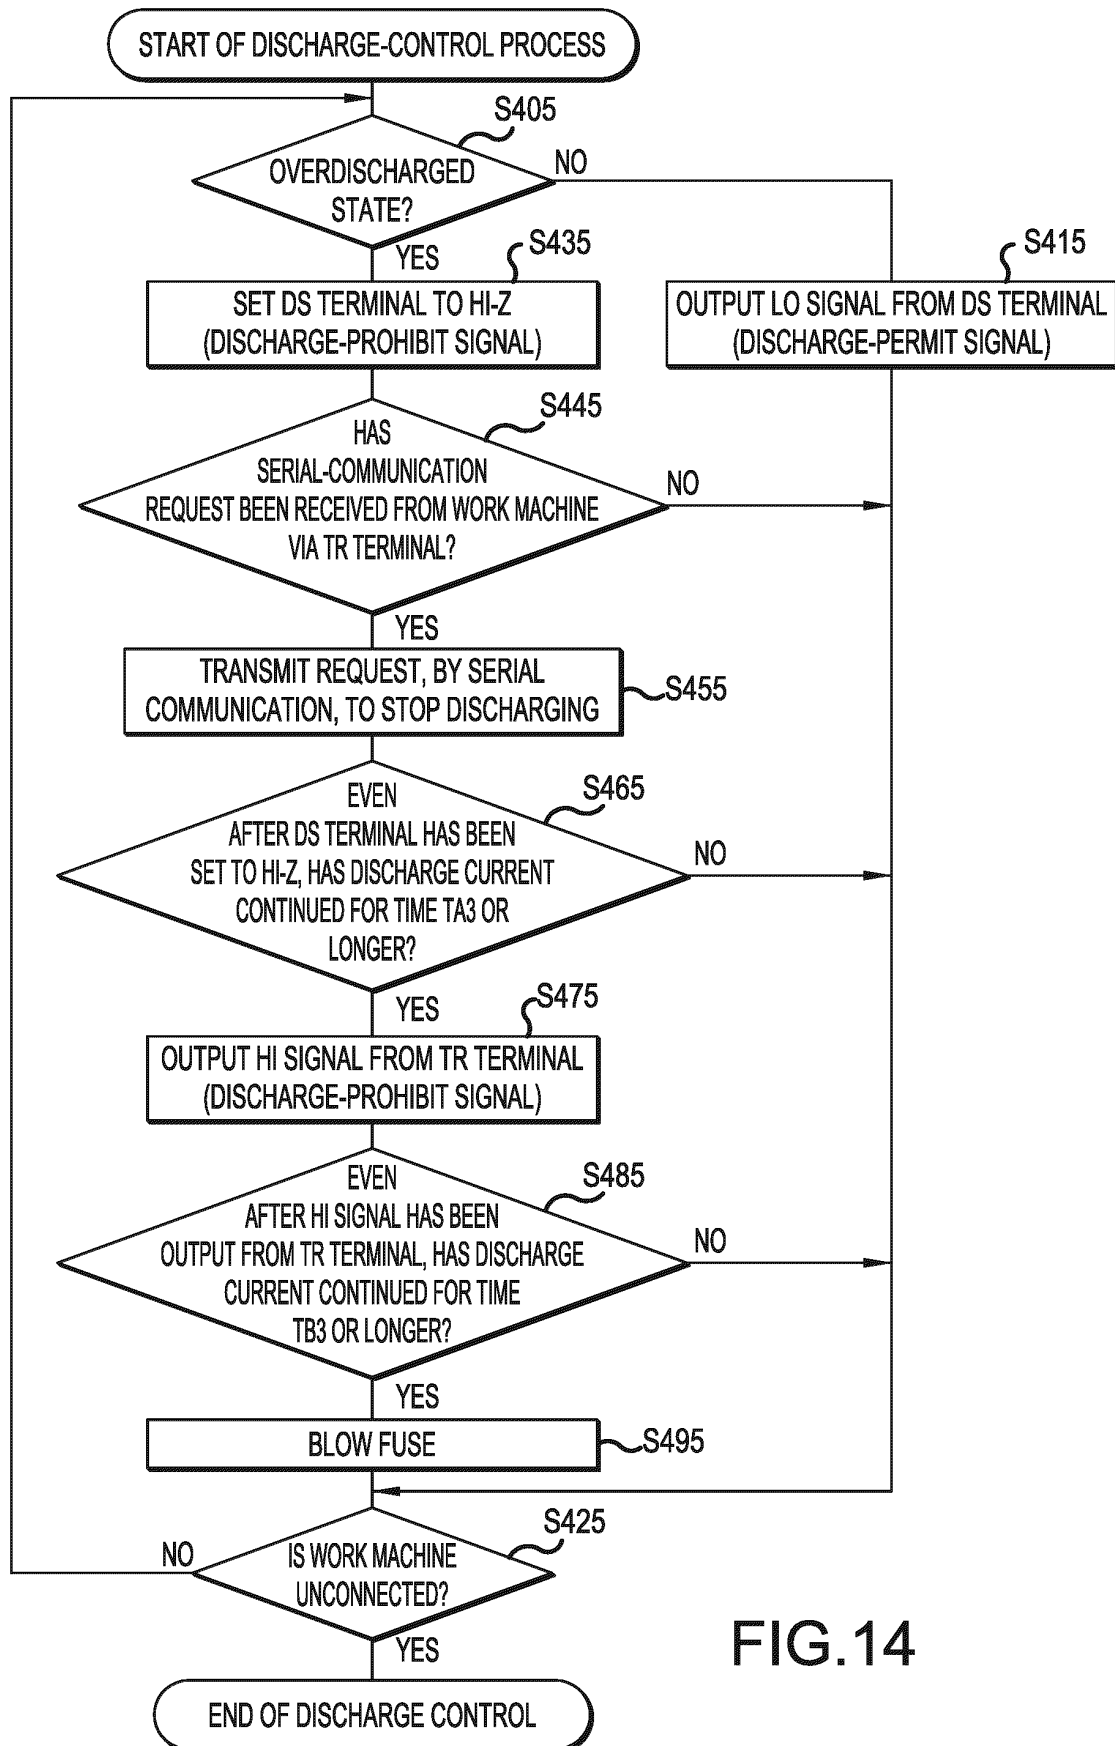 START OF DISCHARGE-CONTROL PROCESS
S405
OVERDISCHARGED
STATE?
NO
YES
S435
SET DS TERMINAL TO HI-Z
(DISCHARGE-PROHIBIT SIGNAL)
S415
OUTPUT LO SIGNAL FROM DS TERMINAL
(DISCHARGE-PERMIT SIGNAL)
S445
HAS
SERIAL-COMMUNICATION
REQUEST BEEN RECEIVED FROM WORK MACHINE
VIA TR TERMINAL?
NO
YES
TRANSMIT REQUEST, BY SERIAL
COMMUNICATION, TO STOP DISCHARGING
S455
S465
EVEN
AFTER DS TERMINAL HAS BEEN
SET TO HI-Z, HAS DISCHARGE CURRENT
CONTINUED FOR TIME TA3 OR
LONGER?
NO
YES
S475
OUTPUT HI SIGNAL FROM TR TERMINAL
(DISCHARGE-PROHIBIT SIGNAL)
S485
EVEN
AFTER HI SIGNAL HAS BEEN
OUTPUT FROM TR TERMINAL, HAS DISCHARGE
CURRENT CONTINUED FOR TIME
TB3 OR LONGER?
NO
YES
BLOW FUSE
S495
S425
IS WORK MACHINE
UNCONNECTED?
NO
YES
END OF DISCHARGE CONTROL
FIG.14